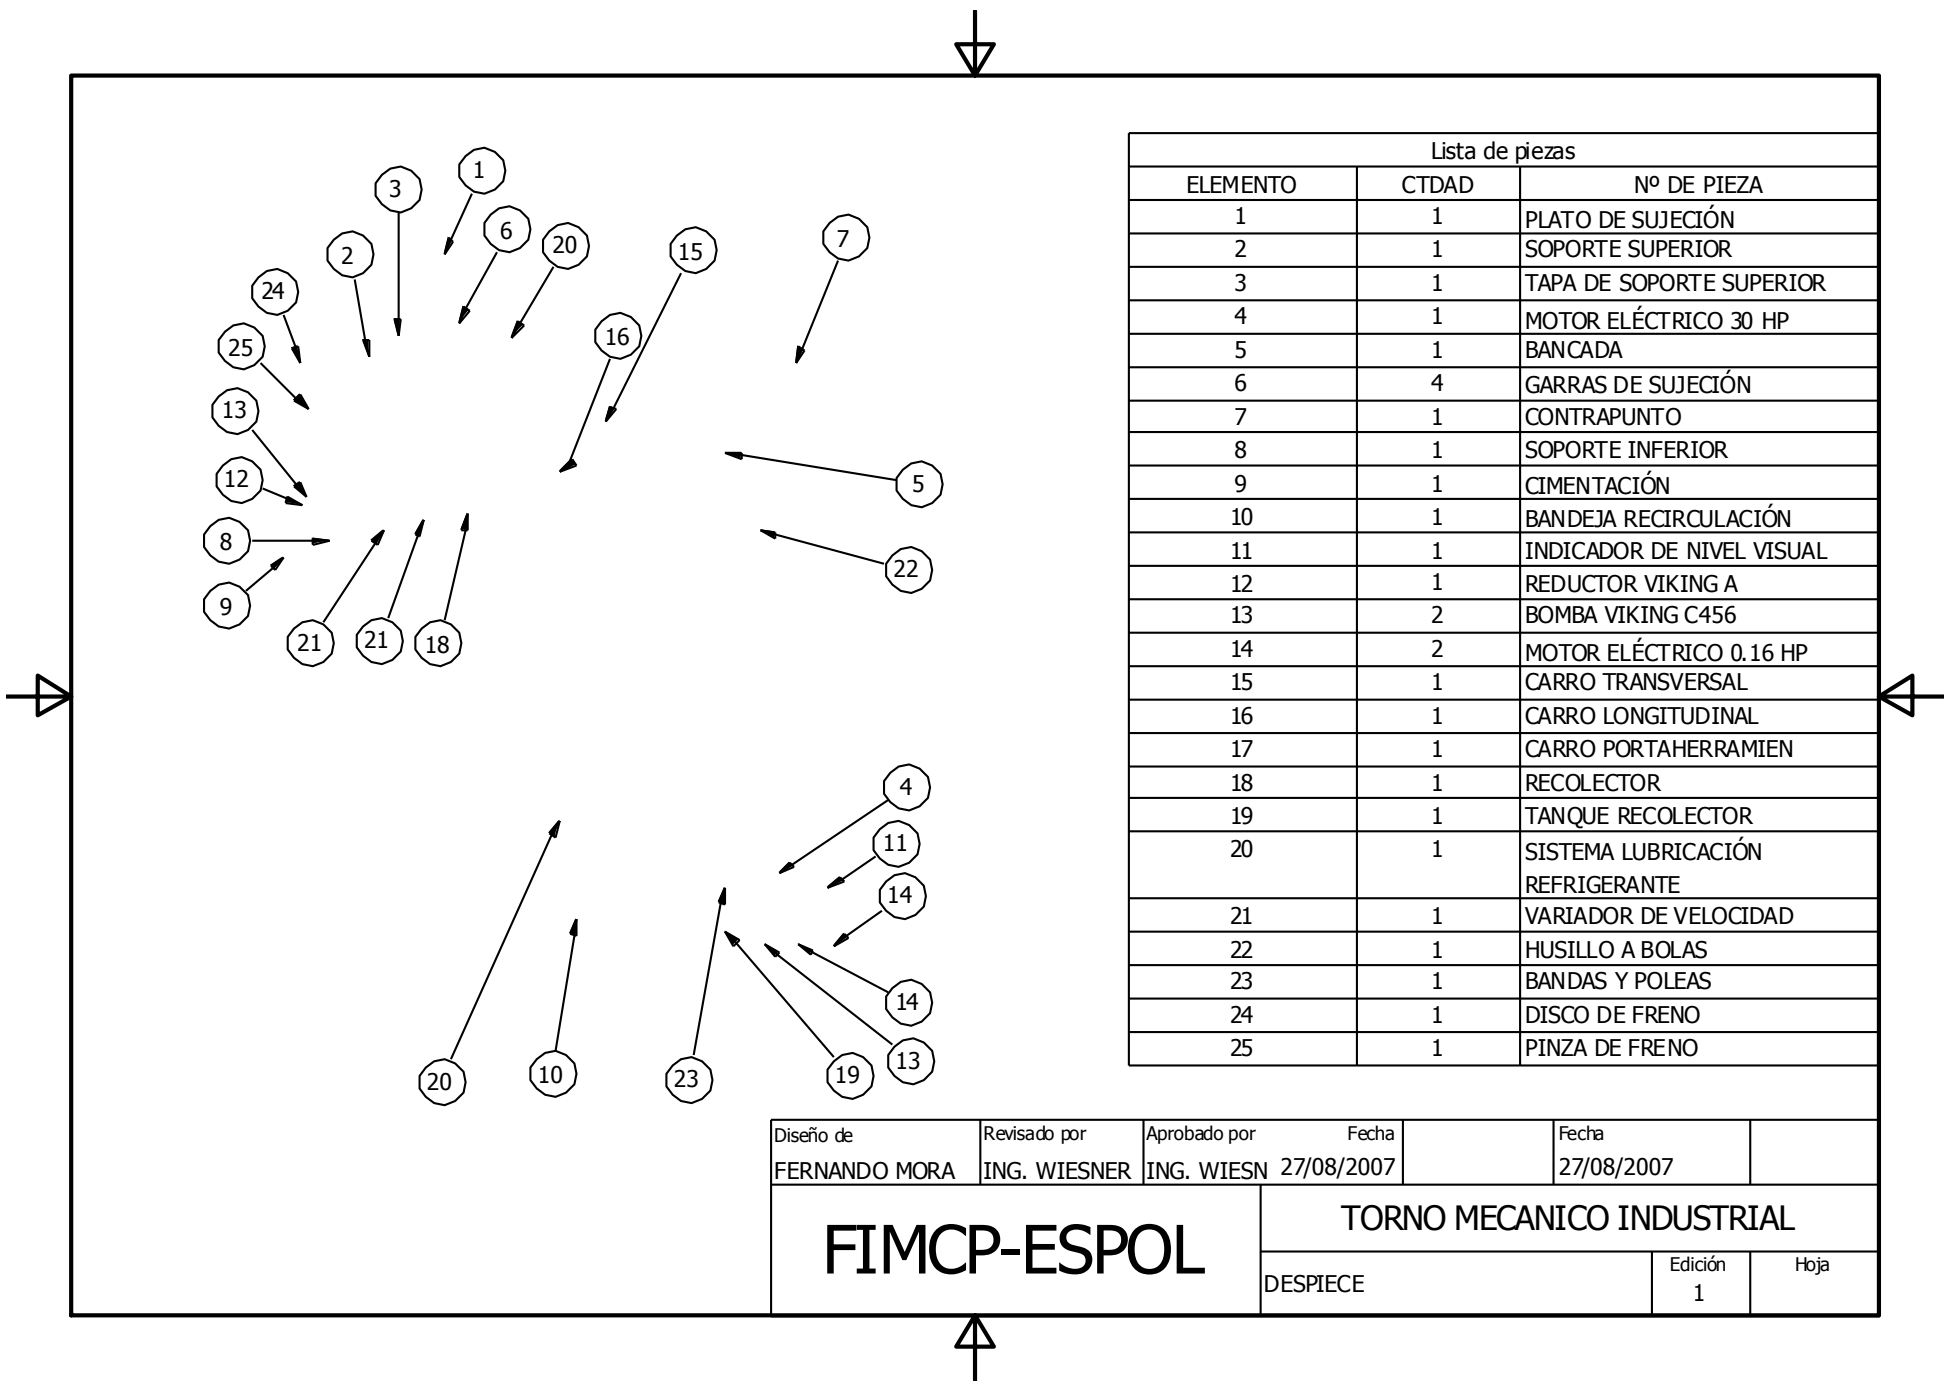 1
3
6
20
7
2
15
24
16
25
13
12
5
8
22
9
21
21
18
4
11
14
14
13
19
23
10
20
Lista de piezas
ELEMENTO CTDAD Nº DE PIEZA
1 1 PLATO DE SUJECIÓN
2 1 SOPORTE SUPERIOR
3 1 TAPA DE SOPORTE SUPERIOR
4 1 MOTOR ELÉCTRICO 30 HP
5 1 BANCADA
6 4 GARRAS DE SUJECIÓN
7 1 CONTRAPUNTO
8 1 SOPORTE INFERIOR
9 1 CIMENTACIÓN
10 1 BANDEJA RECIRCULACIÓN
11 1 INDICADOR DE NIVEL VISUAL
12 1 REDUCTOR VIKING A
13 2 BOMBA VIKING C456
14 2 MOTOR ELÉCTRICO 0.16 HP
15 1 CARRO TRANSVERSAL
16 1 CARRO LONGITUDINAL
17 1 CARRO PORTAHERRAMIEN
18 1 RECOLECTOR
19 1 TANQUE RECOLECTOR
20 1 SISTEMA LUBRICACIÓN
REFRIGERANTE
21 1 VARIADOR DE VELOCIDAD
22 1 HUSILLO A BOLAS
23 1 BANDAS Y POLEAS
24 1 DISCO DE FRENO
25 1 PINZA DE FRENO
Diseño de Revisado por Aprobado por Fecha Fecha
FERNANDO MORA ING. WIESNER ING. WIESN 27/08/2007 27/08/2007
FIMCP-ESPOL
TORNO MECANICO INDUSTRIAL
DESPIECE
Edición
1
Hoja